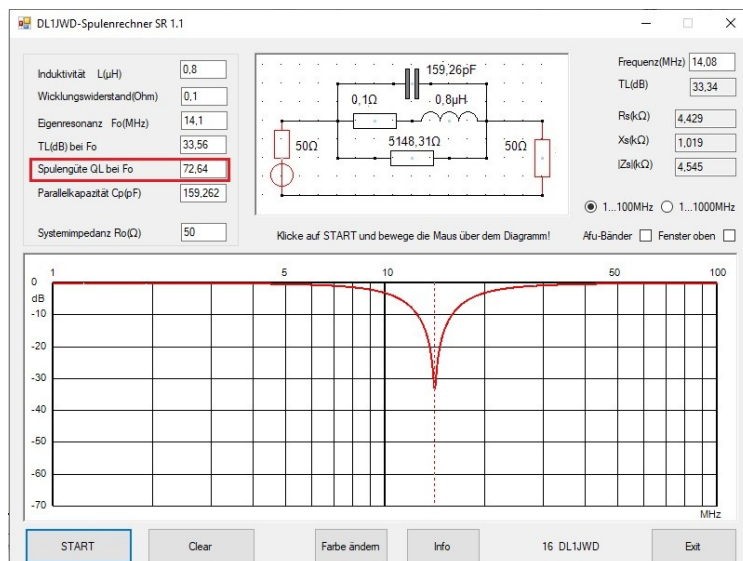 DL1JWD-Spulenrechner SR 1.1
Induktivität L(µH) 0,8
Wicklungswiderstand(Ohm) 0,1
Eigenresonanz Fo(MHz) 14,1
TL(dB) bei Fo 33,56
Spulengüte QL bei Fo 72,64
Parallelkapazität Cp(pF) 159,262
Systemimpedanz Ro(Ω) 50
159,26pF
0,1Ω 0,8µH
50Ω 5148,31Ω 50Ω
Klicke auf START und bewege die Maus über dem Diagramm!
Frequenz(MHz) 14,08
TL(dB) 33,34
Rs(kΩ) 4,429
Xs(kΩ) 1,019
|Zs|(kΩ) 4,545
1...100MHz 1...1000MHz
Afu-Bänder Fenster oben
1 5 10 50 100
0
dB
-10
-20
-30
-40
-50
-60
-70
MHz
START Clear Farbe ändern Info 16 DL1JWD Exit